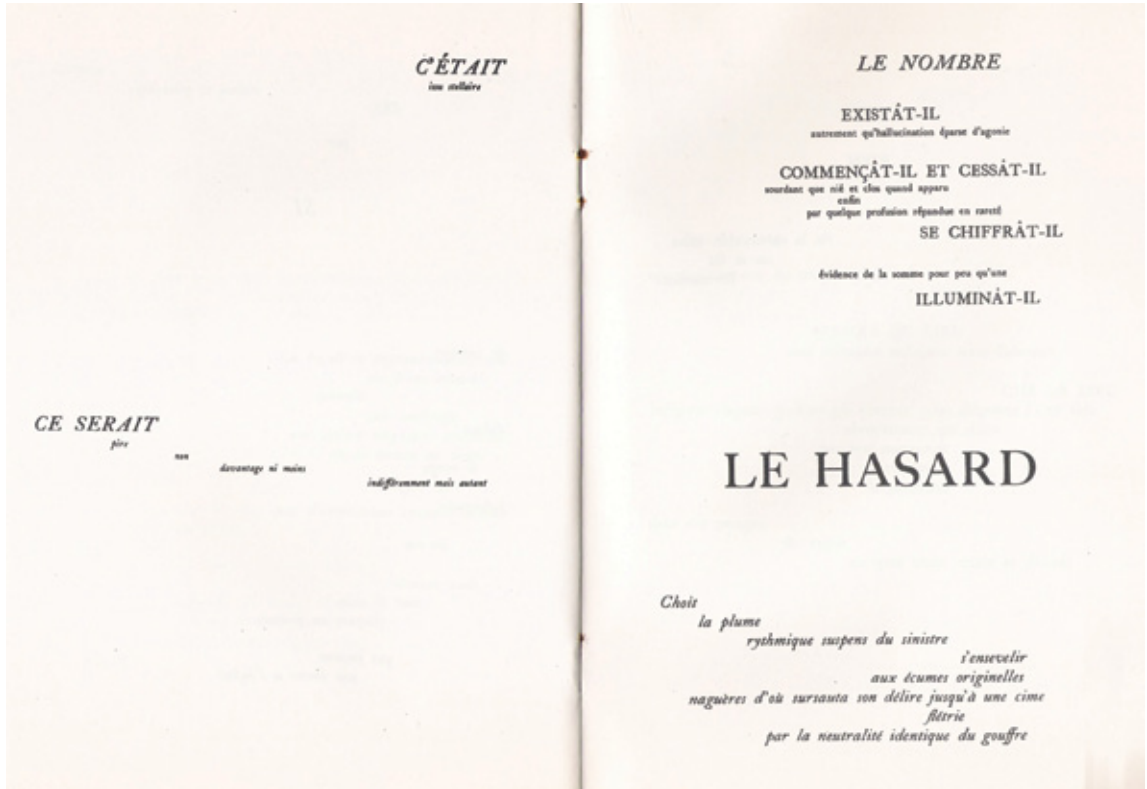 C'ÉTAIT
issu stellaire
CE SERAIT
pire
non
davantage ni moins
indifféremment mais autant
LE NOMBRE
EXISTÂT-IL
autrement qu'hallucination éparse d'agonie
COMMENÇÂT-IL ET CESSÂT-IL
sourdant que nié et clos quand apparu
enfin
par quelque profusion répandue en rareté
SE CHIFFRÂT-IL
évidence de la somme pour peu qu'une
ILLUMINÂT-IL
LE HASARD
Choit
la plume
rythmique suspens du sinistre
s'ensevelir
aux écumes originelles
naguères d'où sursauta son délire jusqu'à une cime
flétrie
par la neutralité identique du gouffre